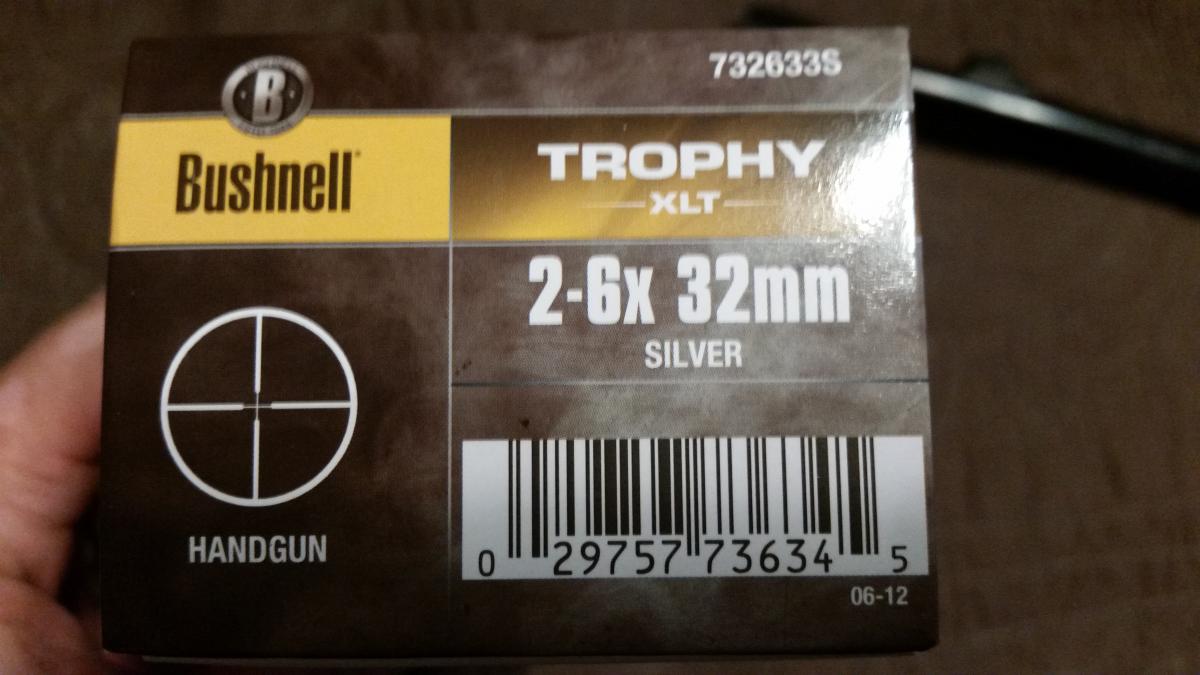 732633S
B
Bushnell
TROPHY
XLT
2-6x 32mm
SILVER
HANDGUN
0 29757 73634 5
06-12